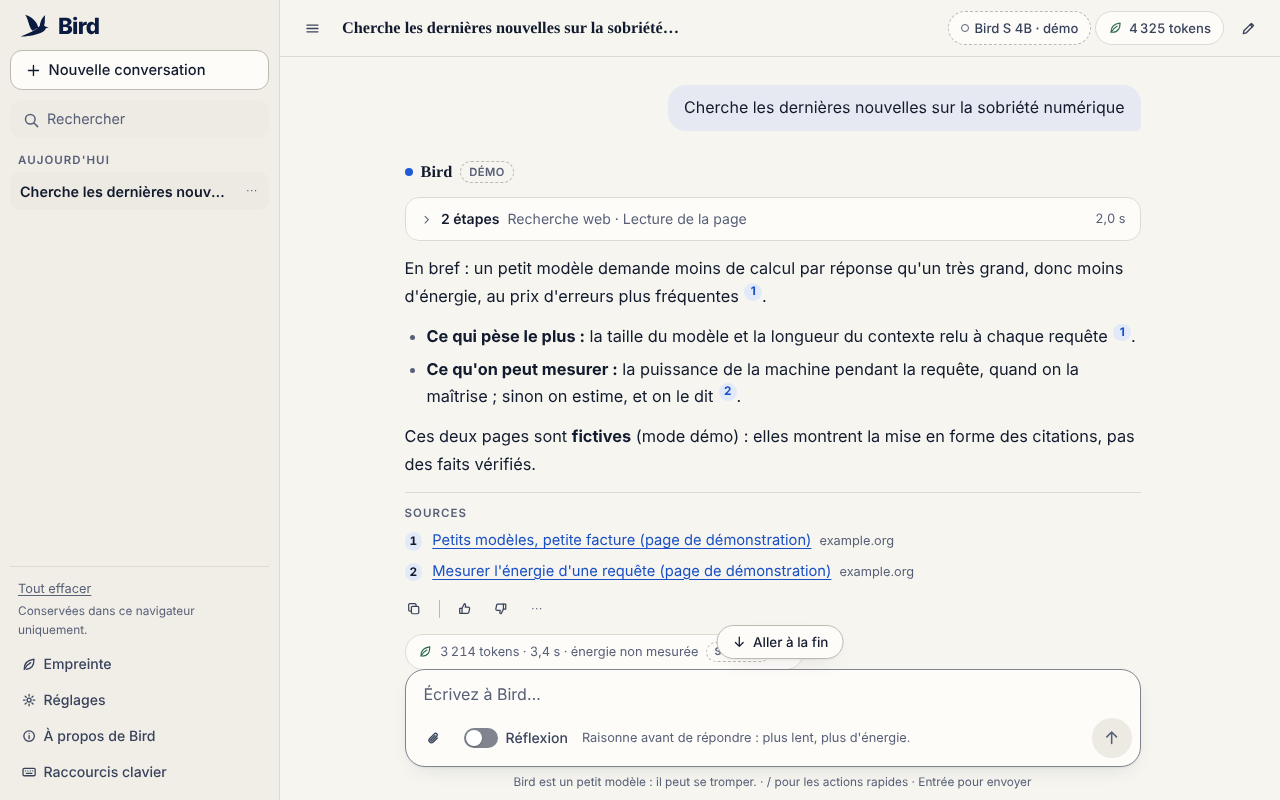 Bird
Nouvelle conversation
Rechercher
AUJOURD'HUI
Cherche les dernières nouv… ···
Tout effacer
Conservées dans ce navigateur
uniquement.
Empreinte
Réglages
À propos de Bird
Raccourcis clavier
Cherche les dernières nouvelles sur la sobriété…
Bird S 4B · démo
4 325 tokens
Cherche les dernières nouvelles sur la sobriété numérique
Bird DÉMO
2 étapes Recherche web · Lecture de la page 2,0 s
En bref : un petit modèle demande moins de calcul par réponse qu'un très grand, donc moins
d'énergie, au prix d'erreurs plus fréquentes 1.
• Ce qui pèse le plus : la taille du modèle et la longueur du contexte relu à chaque requête 1.
• Ce qu'on peut mesurer : la puissance de la machine pendant la requête, quand on la
maîtrise ; sinon on estime, et on le dit 2.
Ces deux pages sont fictives (mode démo) : elles montrent la mise en forme des citations, pas
des faits vérifiés.
SOURCES
1 Petits modèles, petite facture (page de démonstration) example.org
2 Mesurer l'énergie d'une requête (page de démonstration) example.org
···
3 214 tokens · 3,4 s · énergie non mesurée
Aller à la fin
Écrivez à Bird…
Réflexion Raisonne avant de répondre : plus lent, plus d'énergie.
Bird est un petit modèle : il peut se tromper. · / pour les actions rapides · Entrée pour envoyer